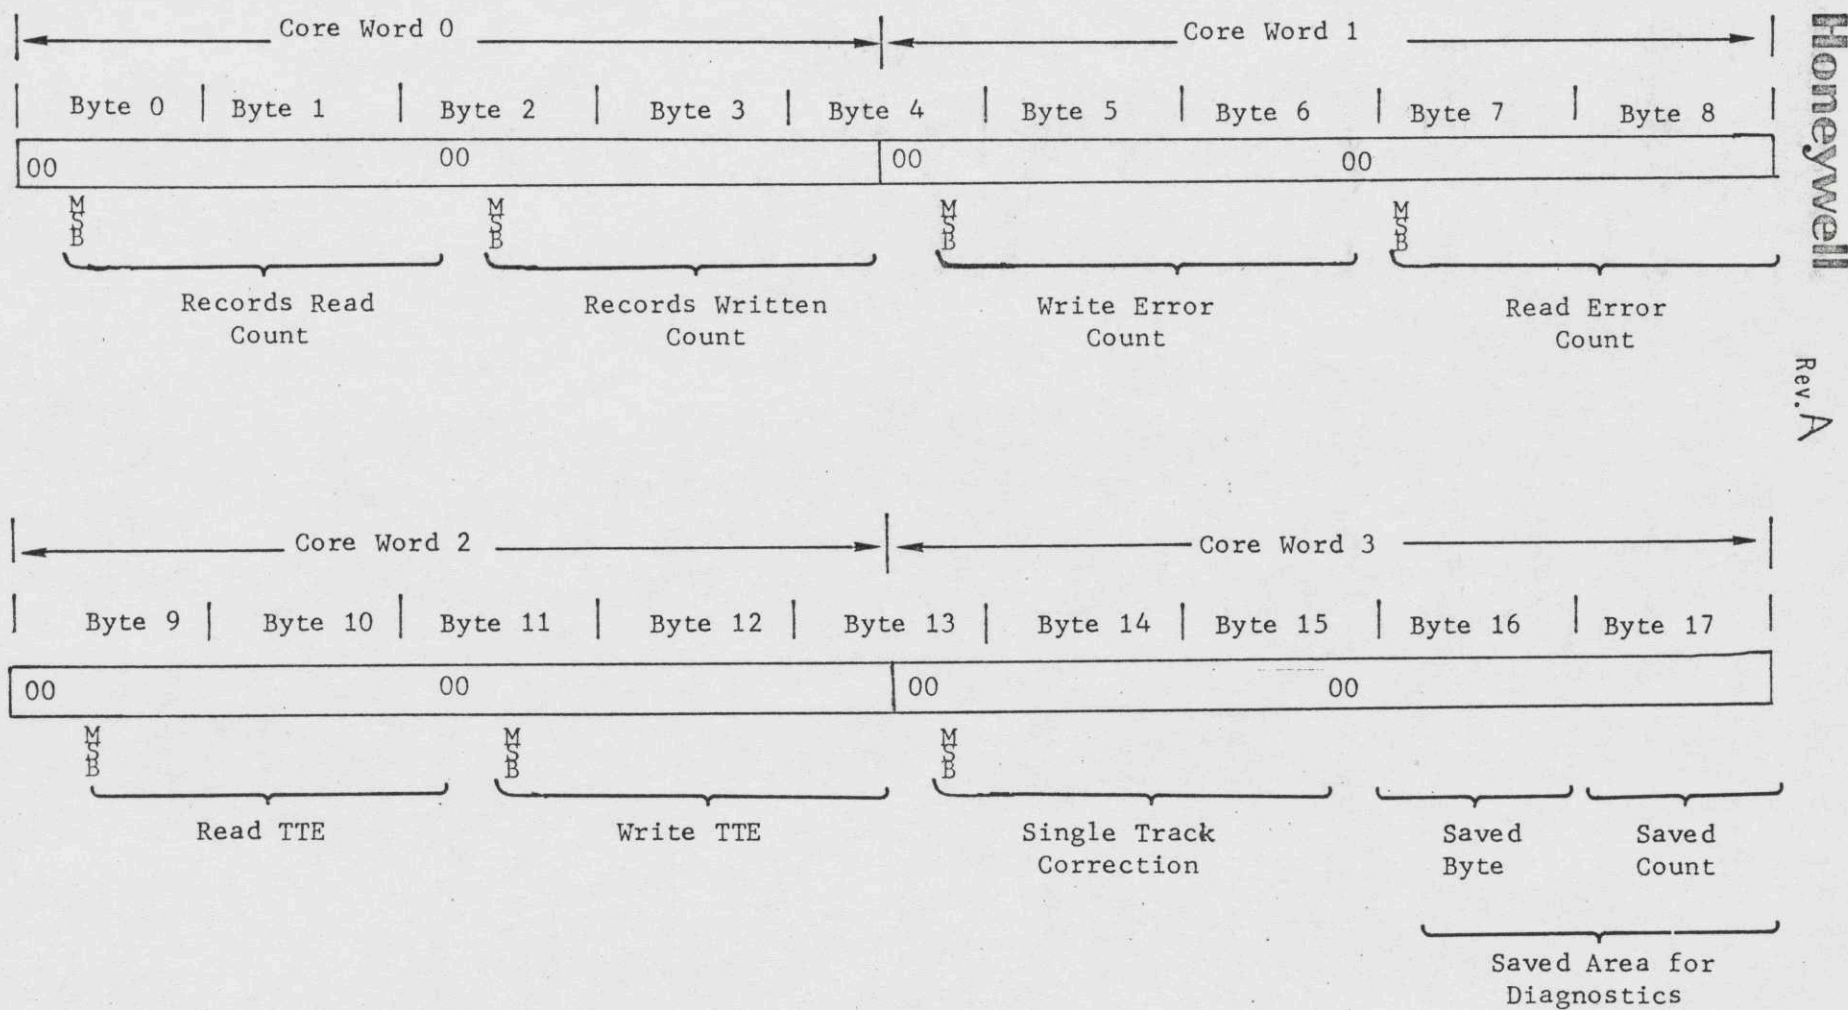 Honeywell
Rev. A
Core Word 0 Core Word 1
Byte 0 Byte 1 Byte 2 Byte 3 Byte 4 Byte 5 Byte 6 Byte 7 Byte 8
00 00 00 00
MSB MSB MSB MSB
Records Read Records Written Write Error Read Error
Count Count Count Count
Core Word 2 Core Word 3
Byte 9 Byte 10 Byte 11 Byte 12 Byte 13 Byte 14 Byte 15 Byte 16 Byte 17
00 00 00 00
MSB MSB MSB
Read TTE Write TTE Single Track Saved Saved
Correction Byte Count
Saved Area for
Diagnostics